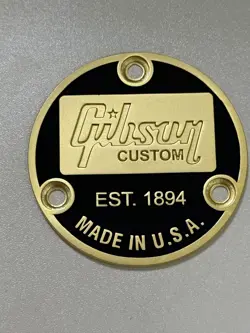 Gibson
CUSTOM
EST. 1894
MADE IN U.S.A.